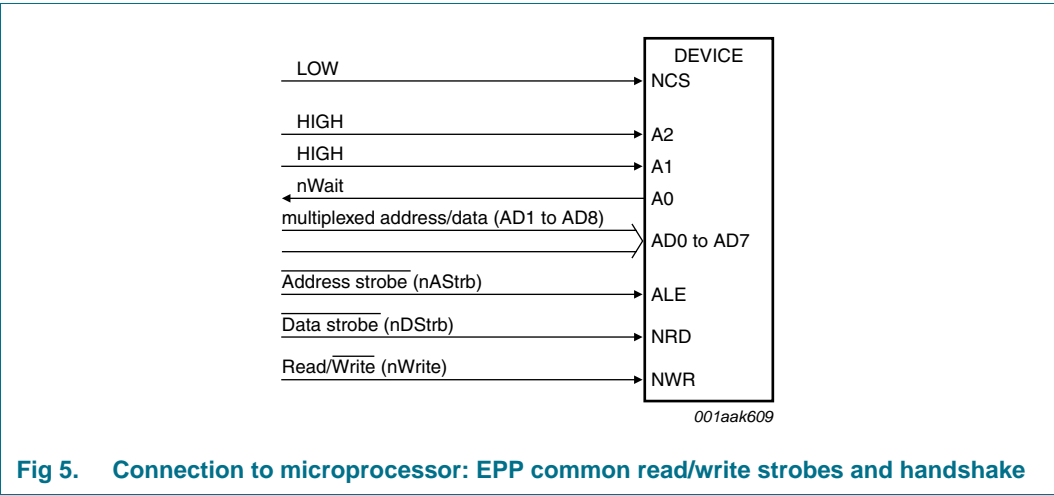 DEVICE
LOW
NCS
HIGH
A2
HIGH
A1
nWait
A0
multiplexed address/data (AD1 to AD8)
AD0 to AD7
Address strobe (nAStrb)
ALE
Data strobe (nDStrb)
NRD
Read/Write (nWrite)
NWR
001aak609
Fig 5. Connection to microprocessor: EPP common read/write strobes and handshake